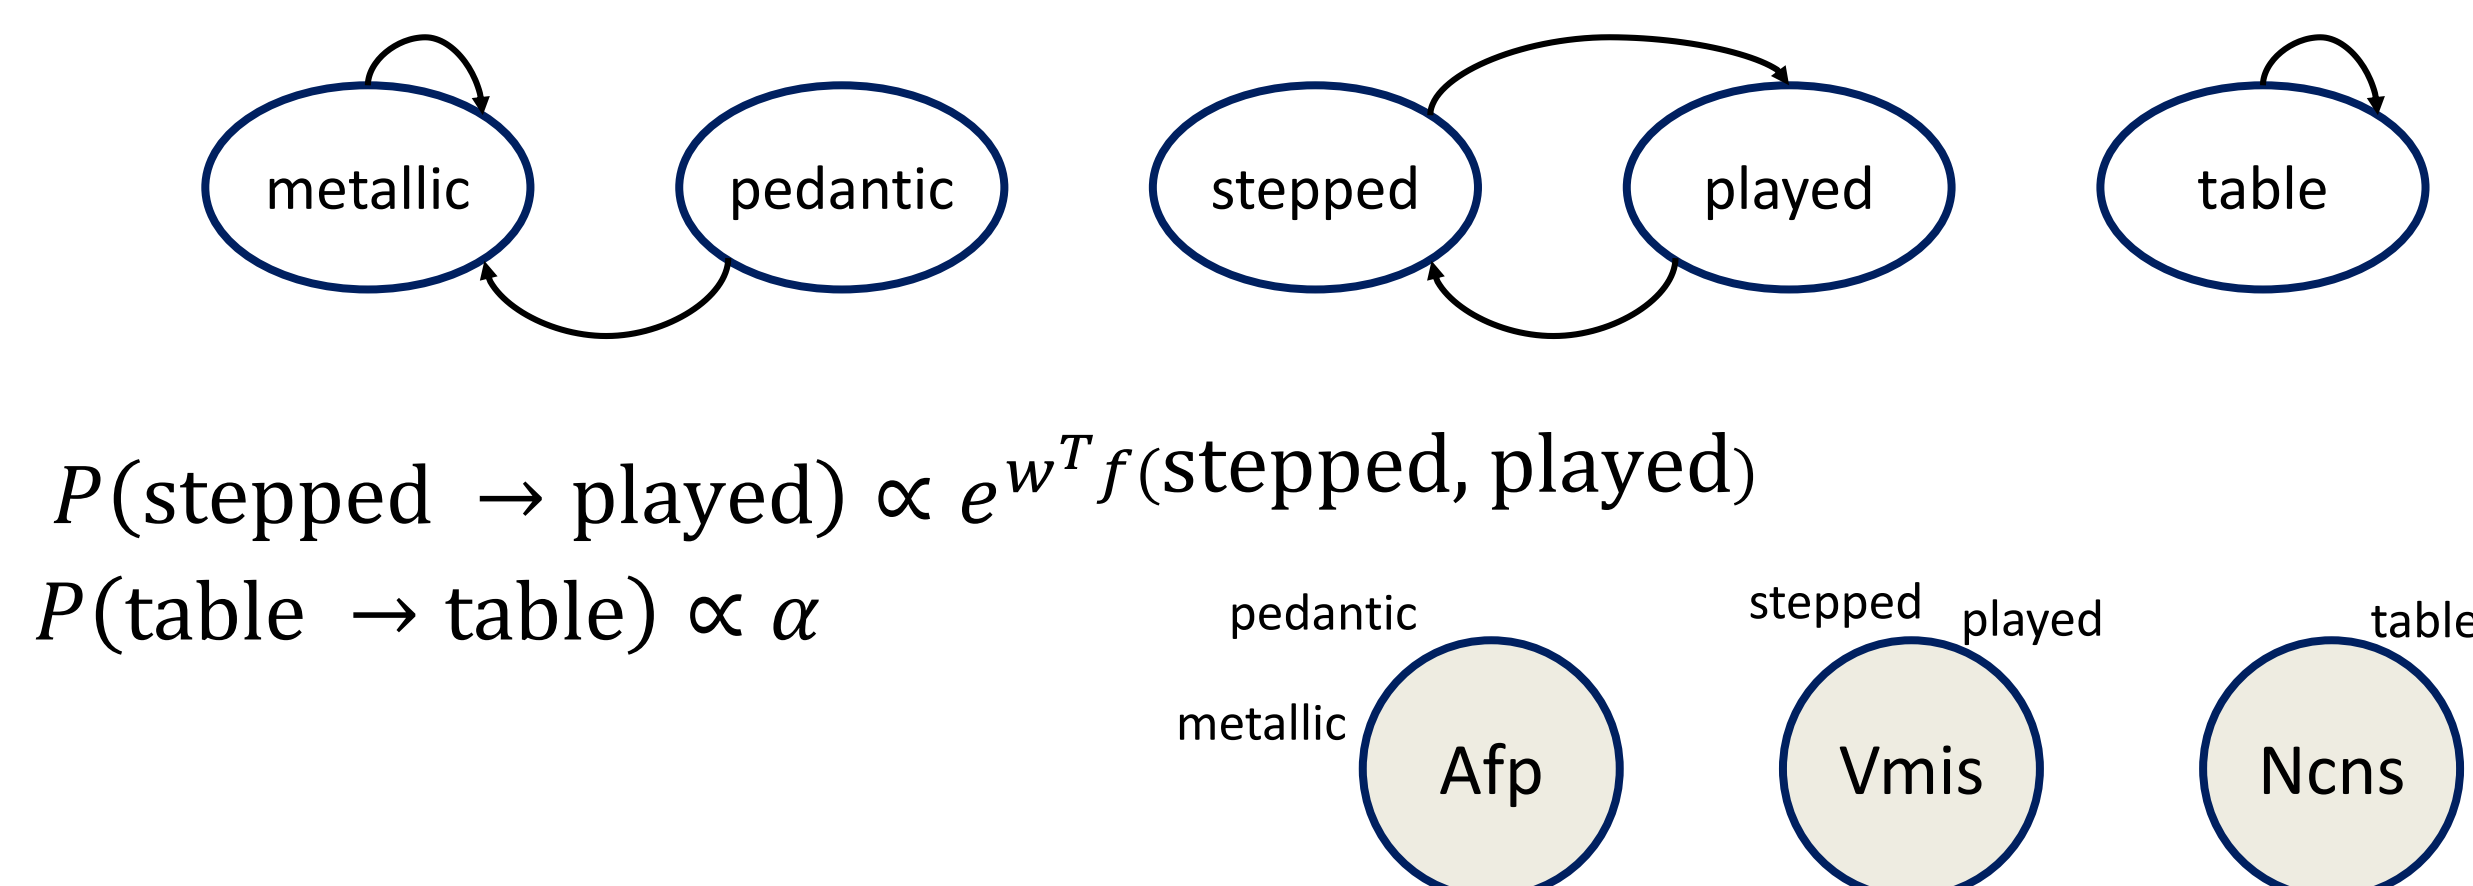 metallic pedantic stepped played table
P(stepped → played) ∝ e^{w^T f(stepped, played)}
P(table → table) ∝ α
pedantic stepped played table
metallic
Afp Vmis Ncns